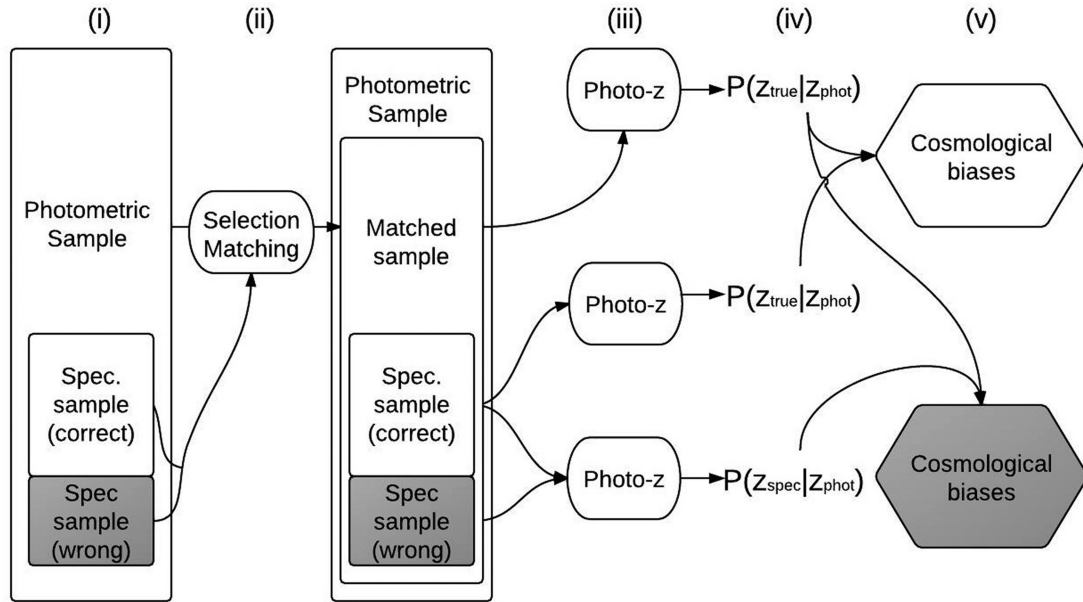 (i)
(ii)
(iii)
(iv)
(v)
Photometric
Sample
Spec.
sample
(correct)
Spec
sample
(wrong)
Selection
Matching
Photometric
Sample
Matched
sample
Spec.
sample
(correct)
Spec
sample
(wrong)
Photo-z
P(ztrue|zphot)
Photo-z
P(ztrue|zphot)
Photo-z
P(zspec|zphot)
Cosmological
biases
Cosmological
biases